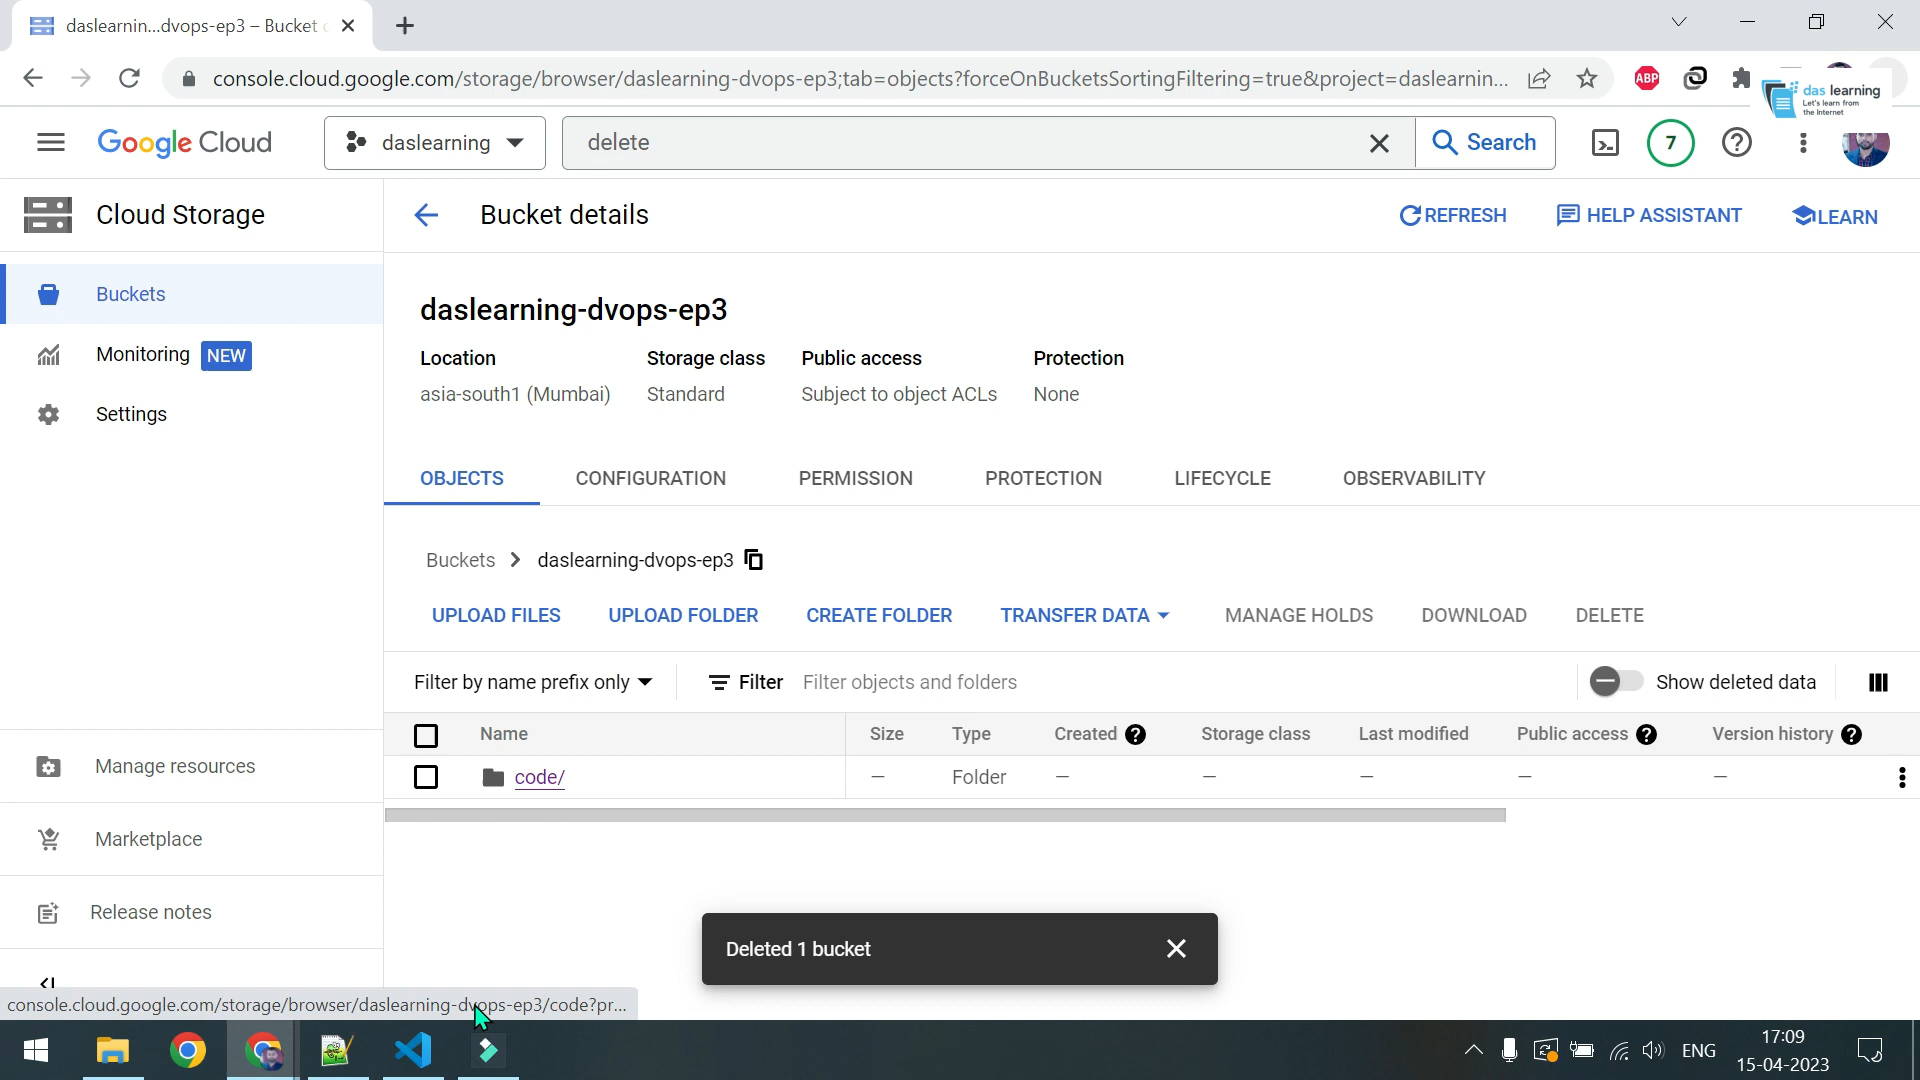 daslearnin...dvops-ep3 – Bucket
console.cloud.google.com/storage/browser/daslearning-dvops-ep3;tab=objects?forceOnBucketsSortingFiltering=true&project=daslearnin...
ABP
das learning
Let's learn from
the Internet
Google Cloud
daslearning
delete
Search
7
Cloud Storage
Bucket details
REFRESH
HELP ASSISTANT
LEARN
Buckets
Monitoring NEW
Settings
daslearning-dvops-ep3
Location Storage class Public access Protection
asia-south1 (Mumbai) Standard Subject to object ACLs None
OBJECTS CONFIGURATION PERMISSION PROTECTION LIFECYCLE OBSERVABILITY
Buckets > daslearning-dvops-ep3
UPLOAD FILES UPLOAD FOLDER CREATE FOLDER TRANSFER DATA MANAGE HOLDS DOWNLOAD DELETE
Filter by name prefix only Filter Filter objects and folders Show deleted data
Name Size Type Created Storage class Last modified Public access Version history
code/ — Folder — — — — —
Manage resources
Marketplace
Release notes
Deleted 1 bucket
console.cloud.google.com/storage/browser/daslearning-dvops-ep3/code?pr...
ENG
17:09
15-04-2023